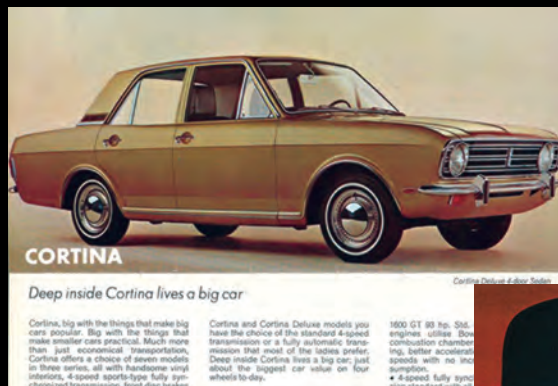 CORTINA
Cortina Deluxe 4-door Sedan
Deep inside Cortina lives a big car
Cortina, big with the things that make big
cars popular. Big with the things that
make smaller cars practical. Much more
than just economical transportation,
Cortina offers a choice of seven models
in three series, all with handsome vinyl
interiors, 4-speed sports-type fully syn-
Cortina and Cortina Deluxe models you
have the choice of the standard 4-speed
transmission or a fully automatic trans-
mission that most of the ladies prefer.
Deep inside Cortina lives a big car; just
about the biggest car value on four
wheels to-day.
1600 GT 93 hp. Std.
engines utilise Bow
combustion chamber
ing, better accelerati
speeds with no incr
sumption.
• 4-speed fully sync